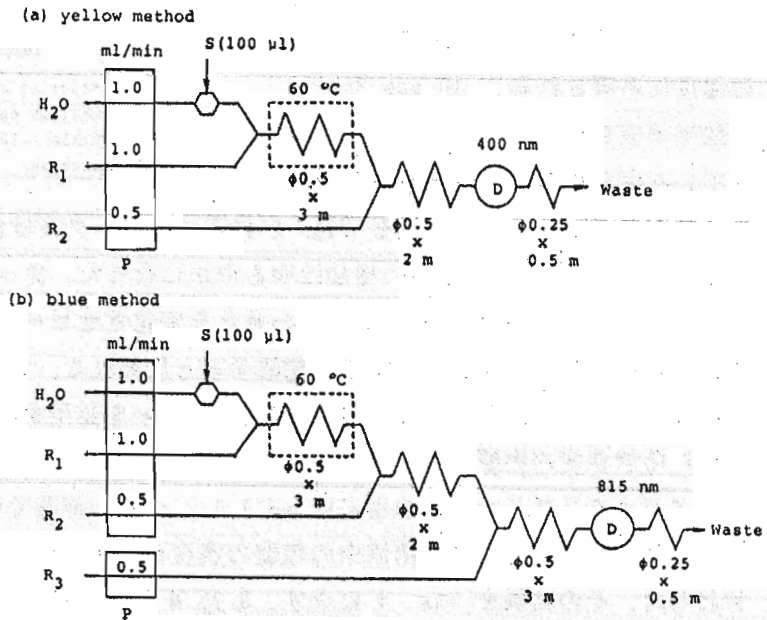 (a) yellow method
ml/min
S(100 µl)
1.0
60 °C
H₂O
400 nm
1.0
R₁
D
Waste
φ0.5
x
3 m
0.5
R₂
φ0.5
x
2 m
φ0.25
x
0.5 m
P
(b) blue method
ml/min
S(100 µl)
1.0
60 °C
H₂O
1.0
R₁
φ0.5
x
3 m
815 nm
0.5
R₂
φ0.5
x
2 m
D
Waste
0.5
R₃
φ0.5
x
3 m
φ0.25
x
0.5 m
P